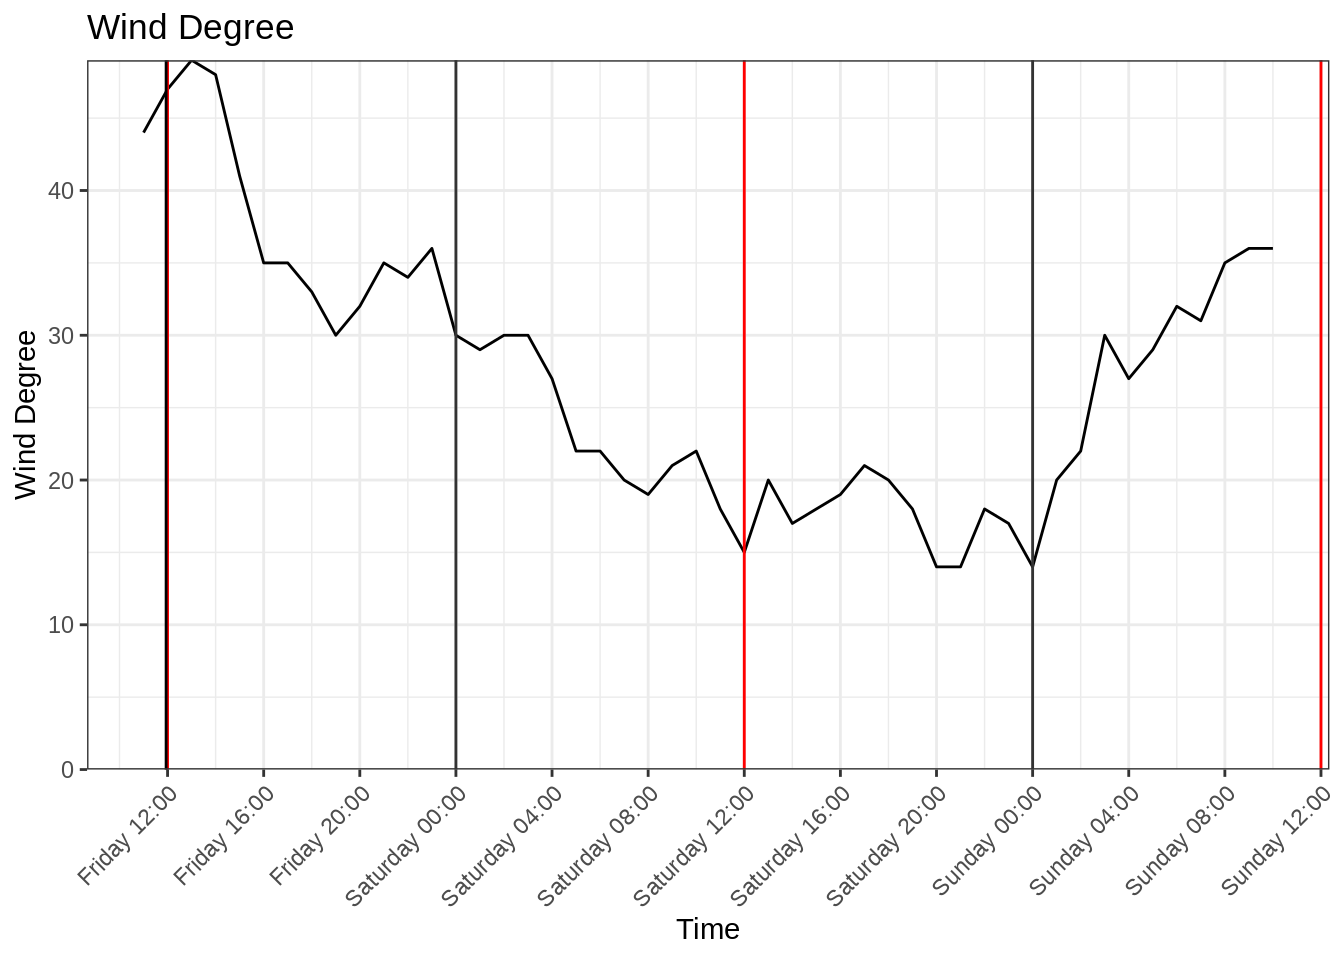 Wind Degree
Wind Degree
40
30
20
10
0
Friday 12:00
Friday 16:00
Friday 20:00
Saturday 00:00
Saturday 04:00
Saturday 08:00
Saturday 12:00
Saturday 16:00
Saturday 20:00
Sunday 00:00
Sunday 04:00
Sunday 08:00
Sunday 12:00
Time